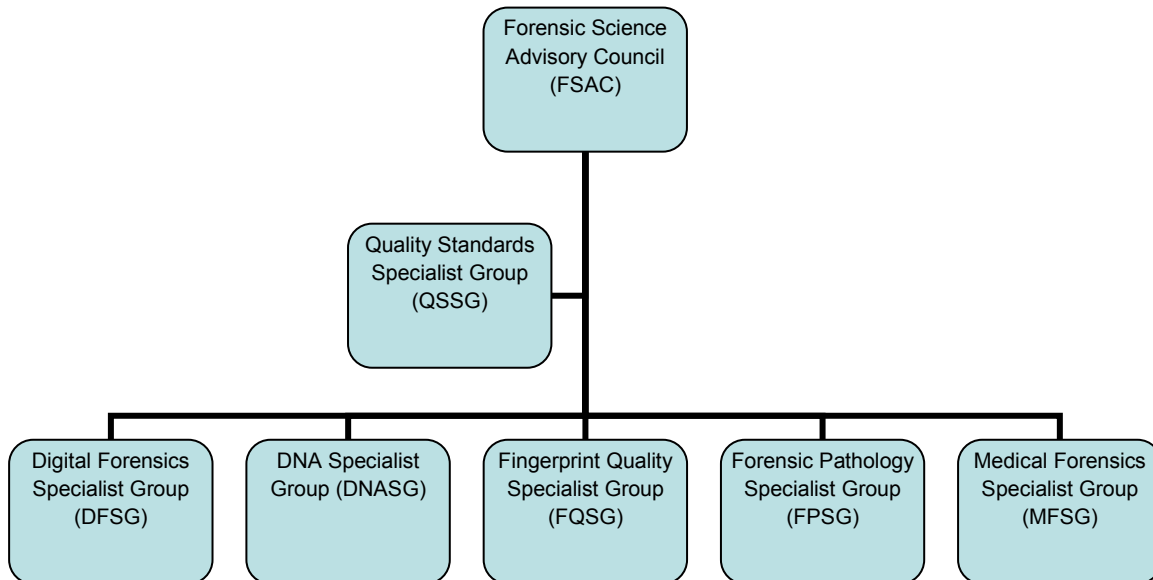 Forensic Science
Advisory Council
(FSAC)
Quality Standards
Specialist Group
(QSSG)
Digital Forensics
Specialist Group
(DFSG)
DNA Specialist
Group (DNASG)
Fingerprint Quality
Specialist Group
(FQSG)
Forensic Pathology
Specialist Group
(FPSG)
Medical Forensics
Specialist Group
(MFSG)